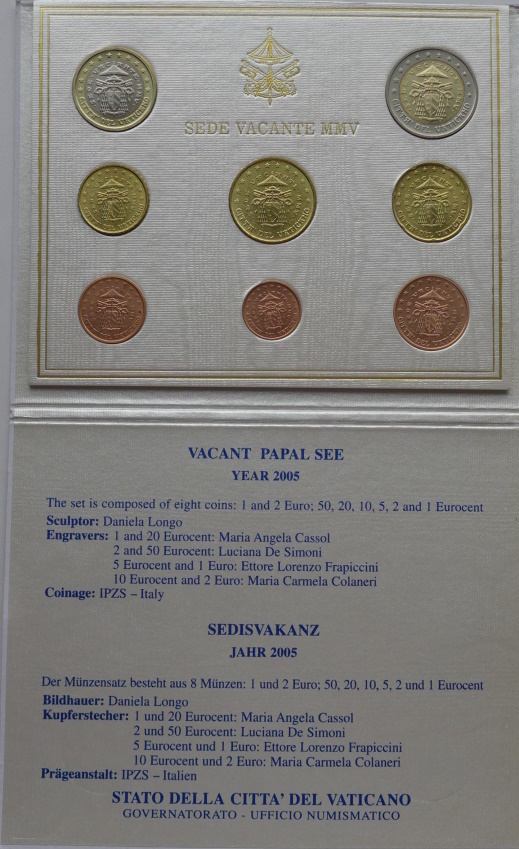 SEDE VACANTE MMV
VACANT PAPAL SEE
YEAR 2005
The set is composed of eight coins: 1 and 2 Euro; 50, 20, 10, 5, 2 and 1 Eurocent
Sculptor: Daniela Longo
Engravers: 1 and 20 Eurocent: Maria Angela Cassol
2 and 50 Eurocent: Luciana De Simoni
5 Eurocent and 1 Euro: Ettore Lorenzo Frapiccini
10 Eurocent and 2 Euro: Maria Carmela Colaneri
Coinage: IPZS – Italy
SEDISVAKANZ
JAHR 2005
Der Münzensatz besteht aus 8 Münzen: 1 und 2 Euro; 50, 20, 10, 5, 2 und 1 Eurocent
Bildhauer: Daniela Longo
Kupferstecher: 1 und 20 Eurocent: Maria Angela Cassol
2 und 50 Eurocent: Luciana De Simoni
5 Eurocent und 1 Euro: Ettore Lorenzo Frapiccini
10 Eurocent und 2 Euro: Maria Carmela Colaneri
Prägeanstalt: IPZS – Italien
STATO DELLA CITTA' DEL VATICANO
GOVERNATORATO - UFFICIO NUMISMATICO